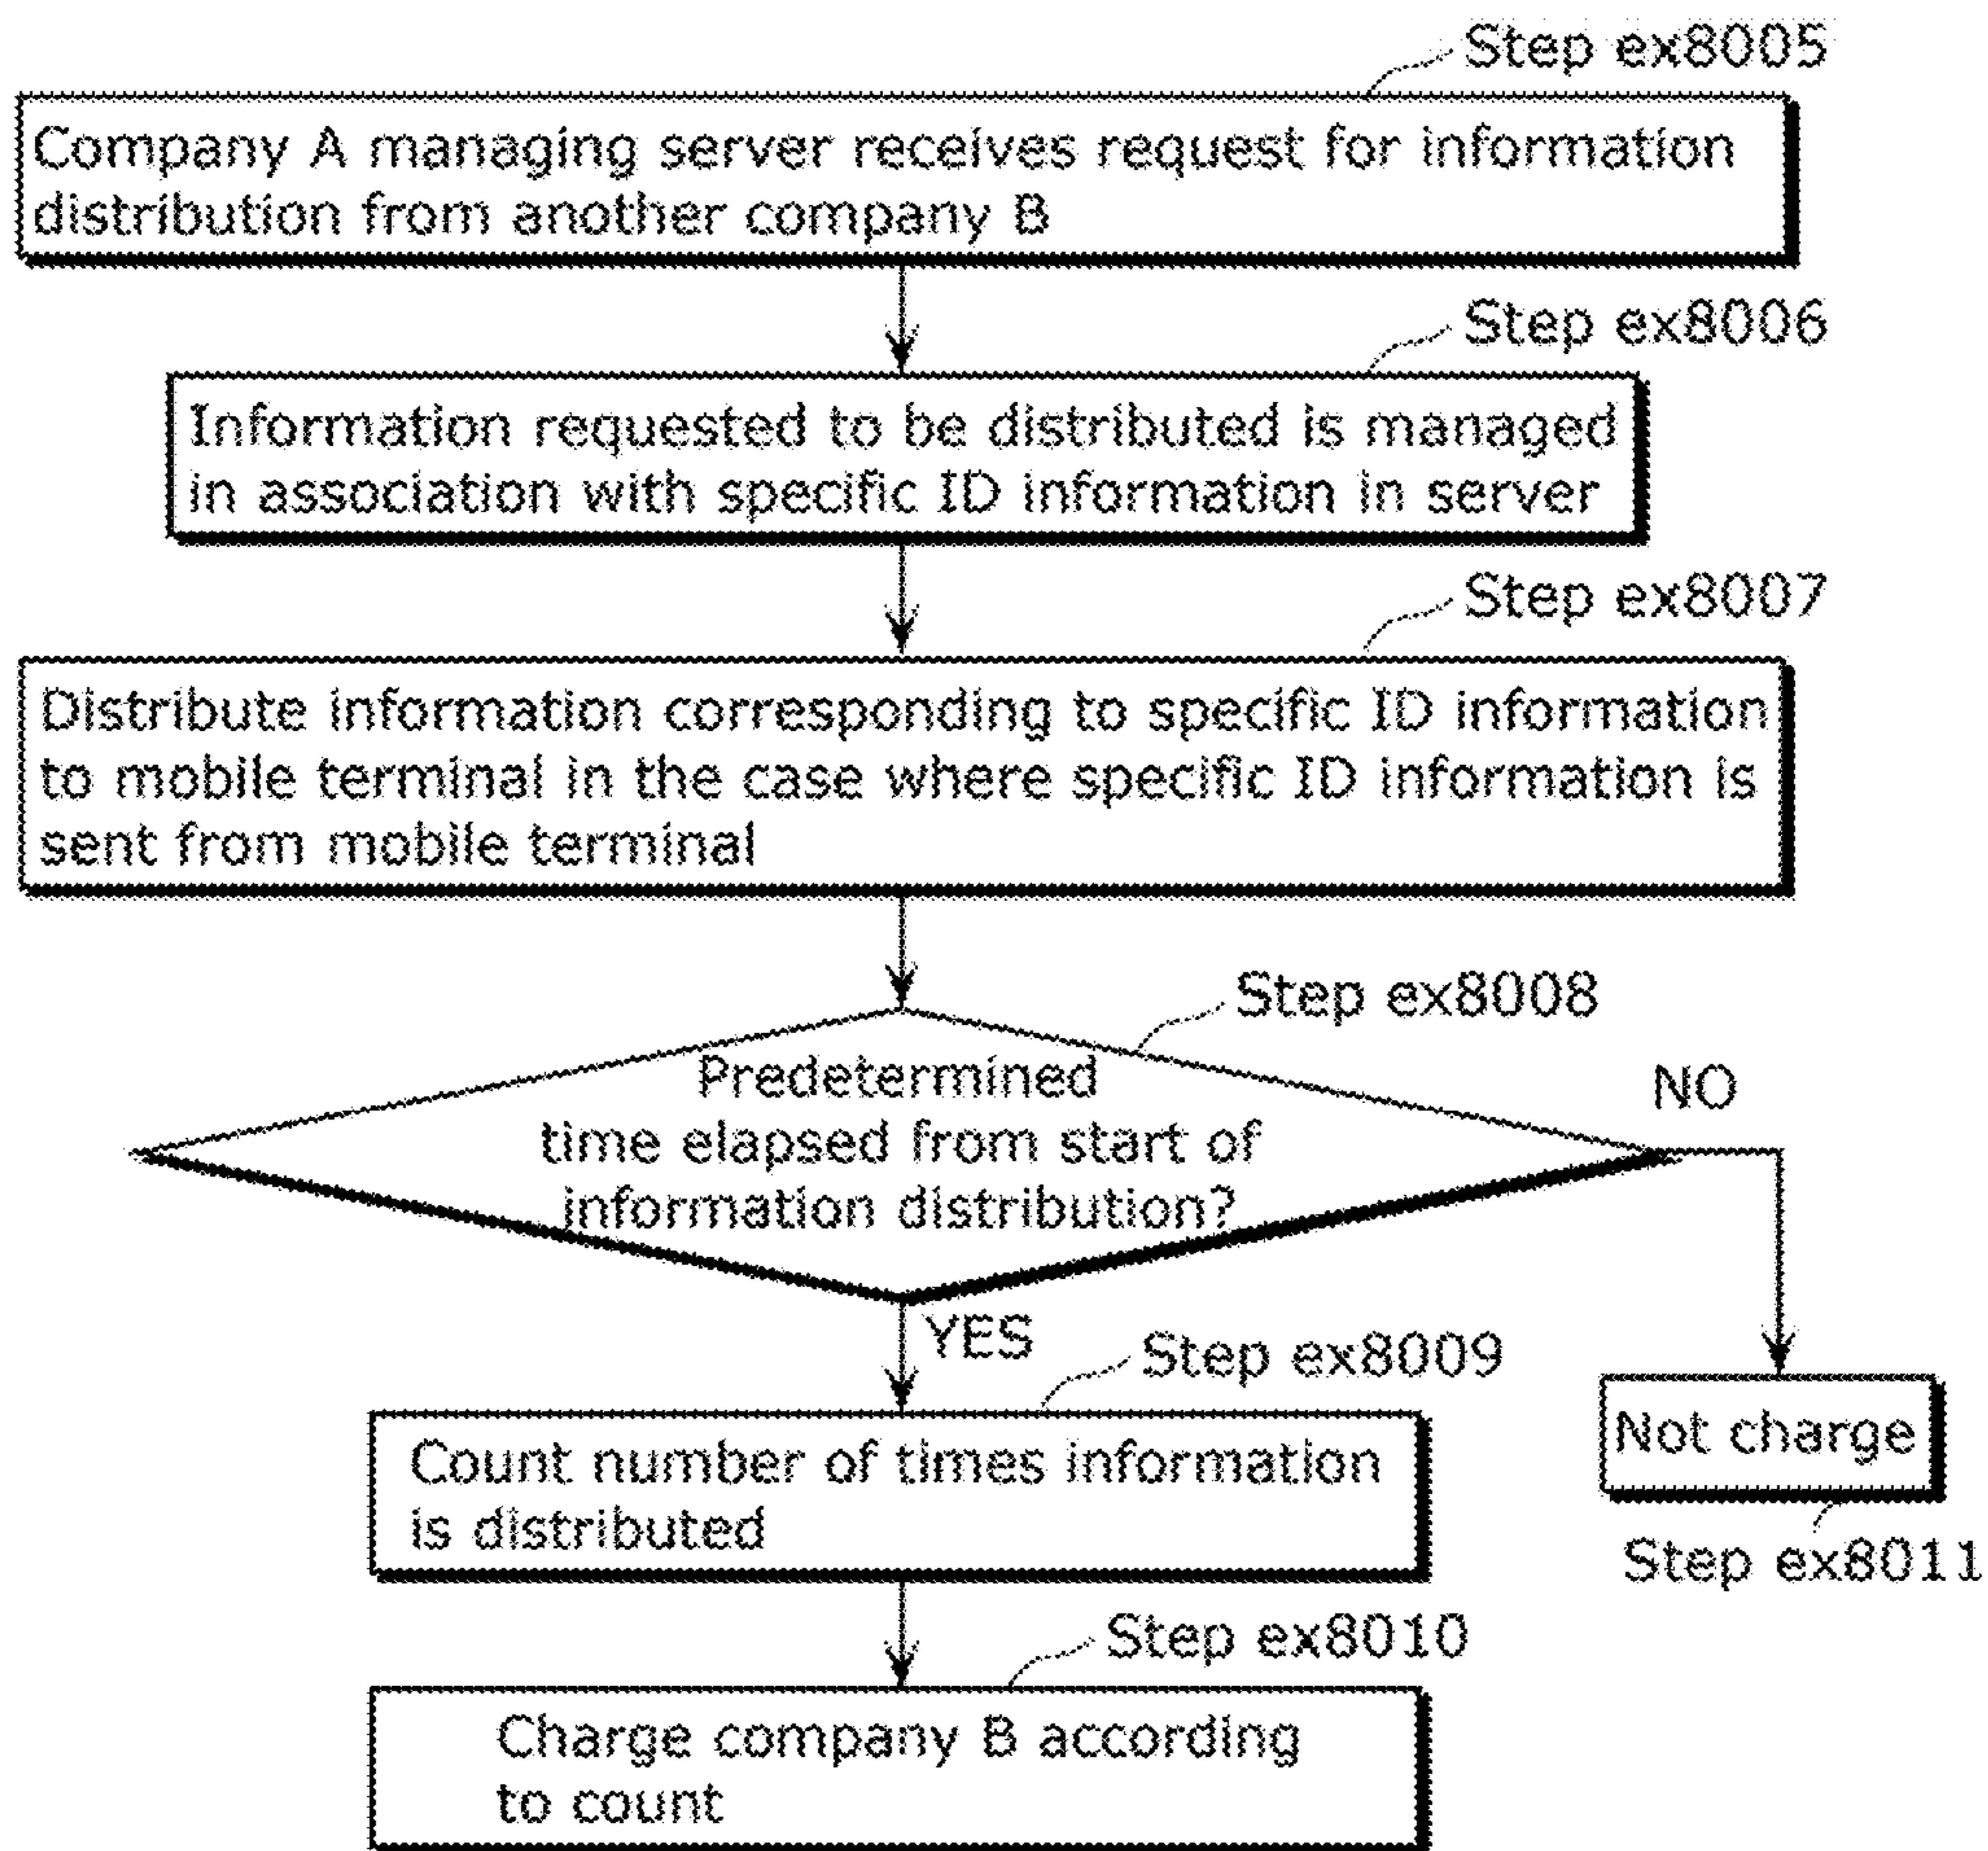 Step ex8005
Company A managing server receives request for information
distribution from another company B
Step ex8006
Information requested to be distributed is managed
in association with specific ID information in server
Step ex8007
Distribute information corresponding to specific ID information
to mobile terminal in the case where specific ID information is
sent from mobile terminal
Step ex8008
Predetermined
time elapsed from start of
information distribution?
NO
YES
Step ex8009
Count number of times information
is distributed
Not charge
Step ex8011
Step ex8010
Charge company B according
to count